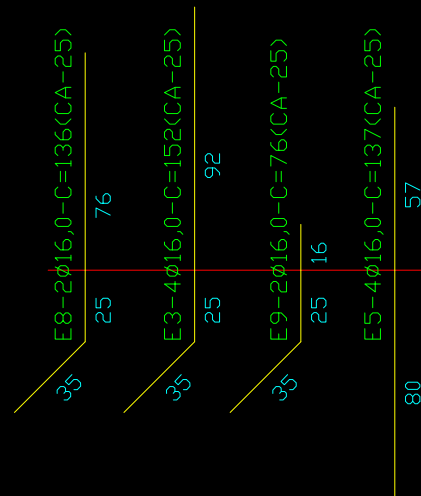 E8-2ø16,0-C=136(CA-25)
76
25
35
E3-4ø16,0-C=152(CA-25)
92
25
35
E9-2ø16,0-C=76(CA-25)
16
25
35
E5-4ø16,0-C=137(CA-25)
57
80